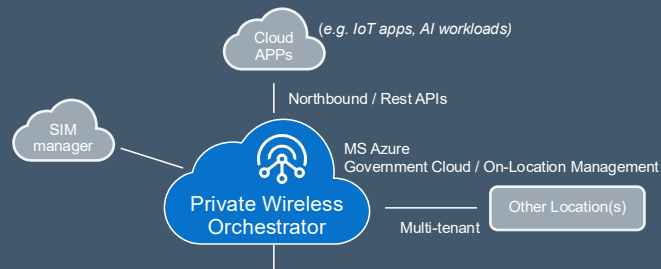 Cloud
APPs
(e.g. IoT apps, AI workloads)
Northbound / Rest APIs
SIM
manager
MS Azure
Government Cloud / On-Location Management
Private Wireless
Orchestrator
Multi-tenant
Other Location(s)